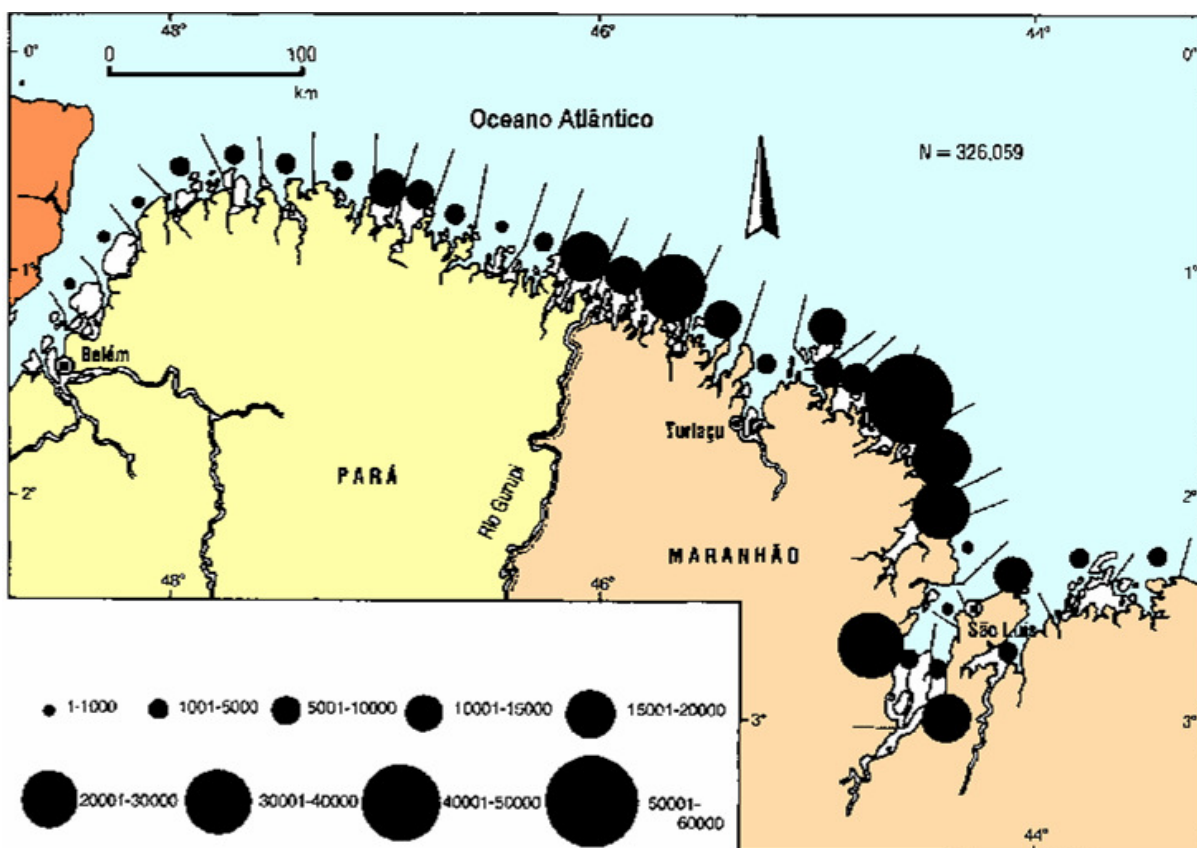 48°
46°
44°
0°
0°
0
100
km
Oceano Atlântico
N = 326,059
1°
1°
Belém
Turiaçu
PARÁ
Rio Gurupi
2°
2°
MARANHÃO
48°
46°
São Luís
1-1000
1001-5000
5001-10000
10001-15000
15001-20000
3°
3°
20001-30000
30001-40000
40001-50000
50001-
60000
44°